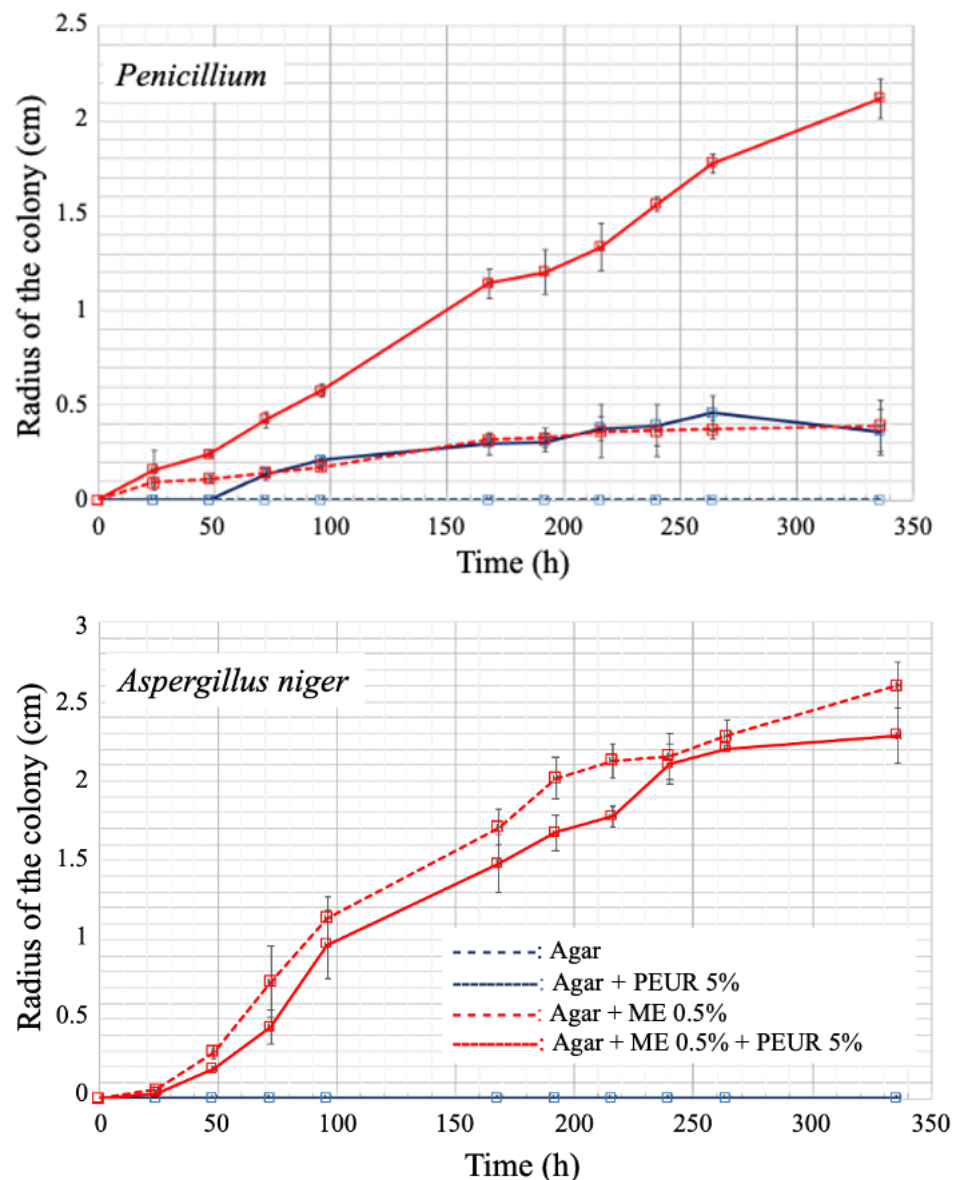 Penicillium
Radius of the colony (cm)
2.5
2
1.5
1
0.5
0
0 50 100 150 200 250 300 350
Time (h)
Aspergillus niger
Radius of the colony (cm)
3
2.5
2
1.5
1
0.5
0
0 50 100 150 200 250 300 350
Time (h)
Agar
Agar + PEUR 5%
Agar + ME 0.5%
Agar + ME 0.5% + PEUR 5%